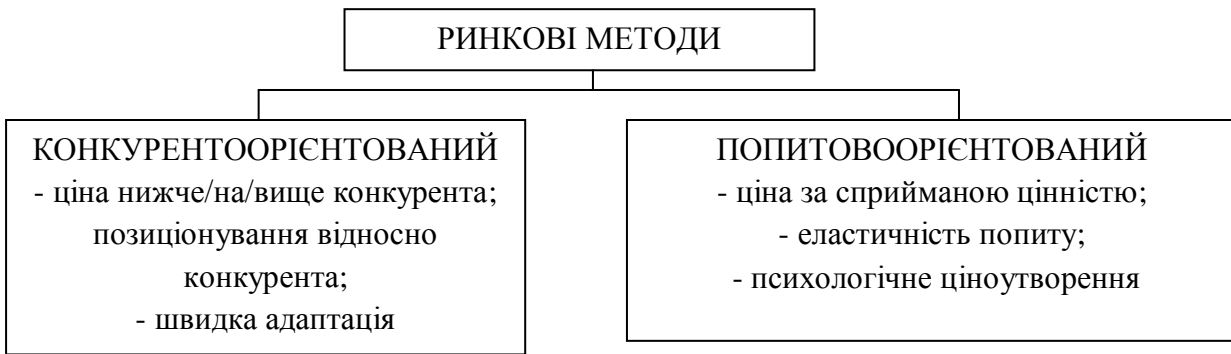 РИНКОВІ МЕТОДИ
КОНКУРЕНТООРІЄНТОВАНИЙ
- ціна нижче/на/вище конкурента;
позиціонування відносно
конкурента;
- швидка адаптація
ПОПИТОВООРІЄНТОВАНИЙ
- ціна за сприйманою цінністю;
- еластичність попиту;
- психологічне ціноутворення